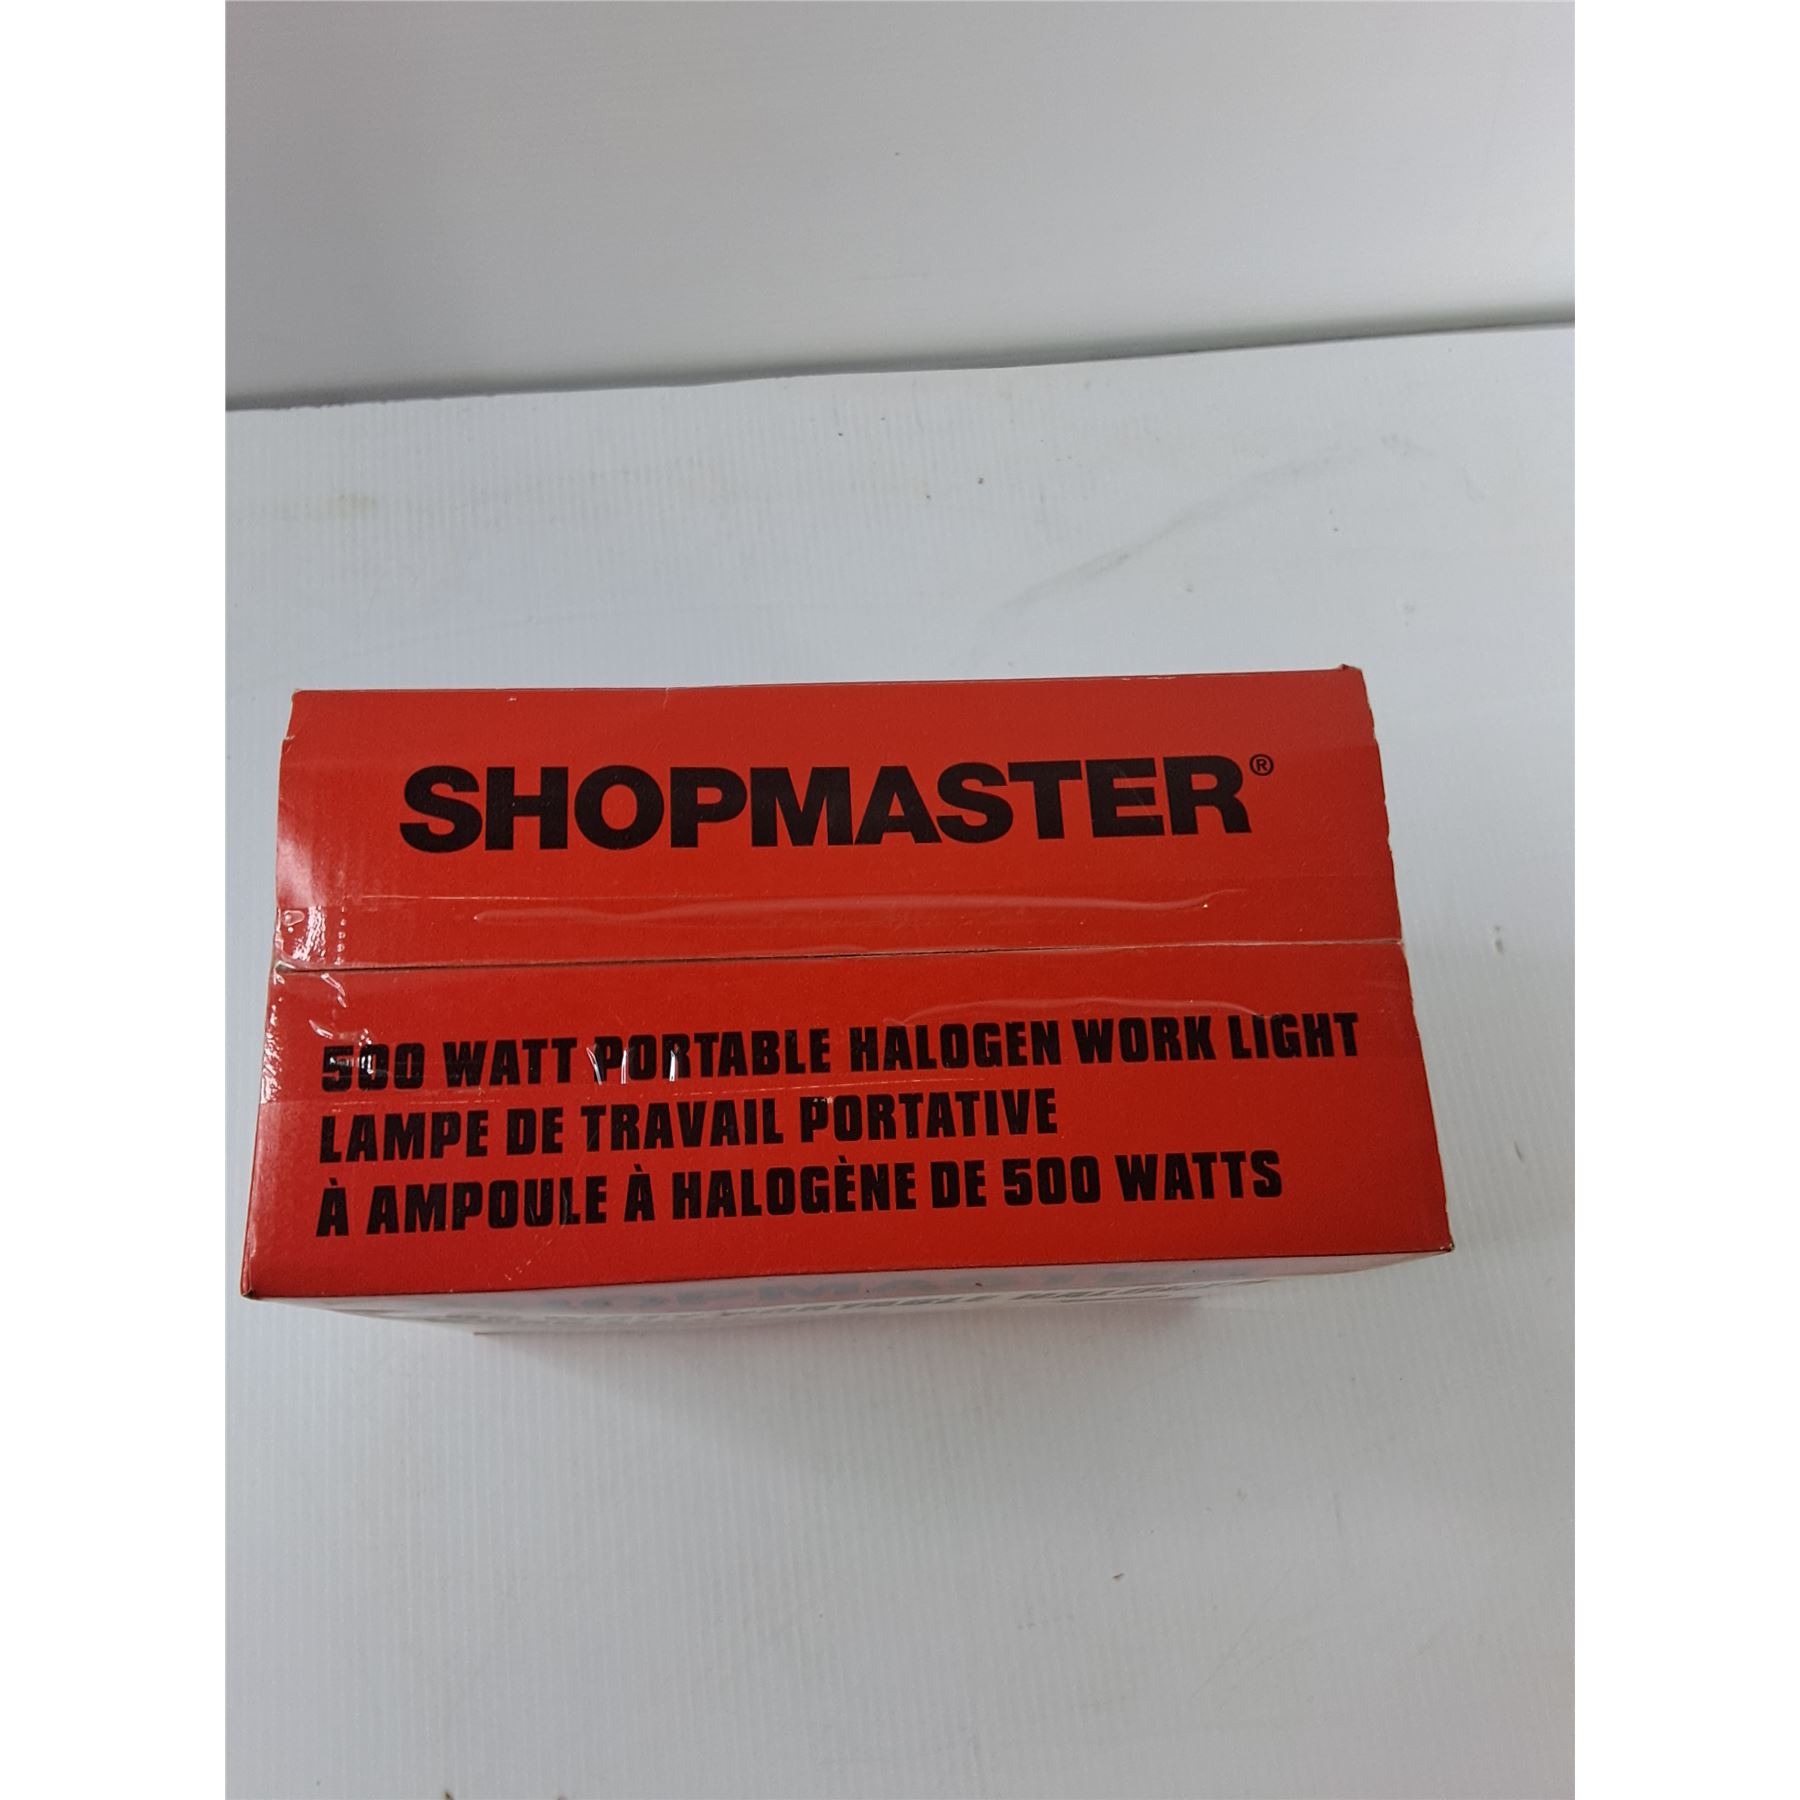 SHOPMASTER®
500 WATT PORTABLE HALOGEN WORK LIGHT
LAMPE DE TRAVAIL PORTATIVE
À AMPOULE À HALOGÈNE DE 500 WATTS